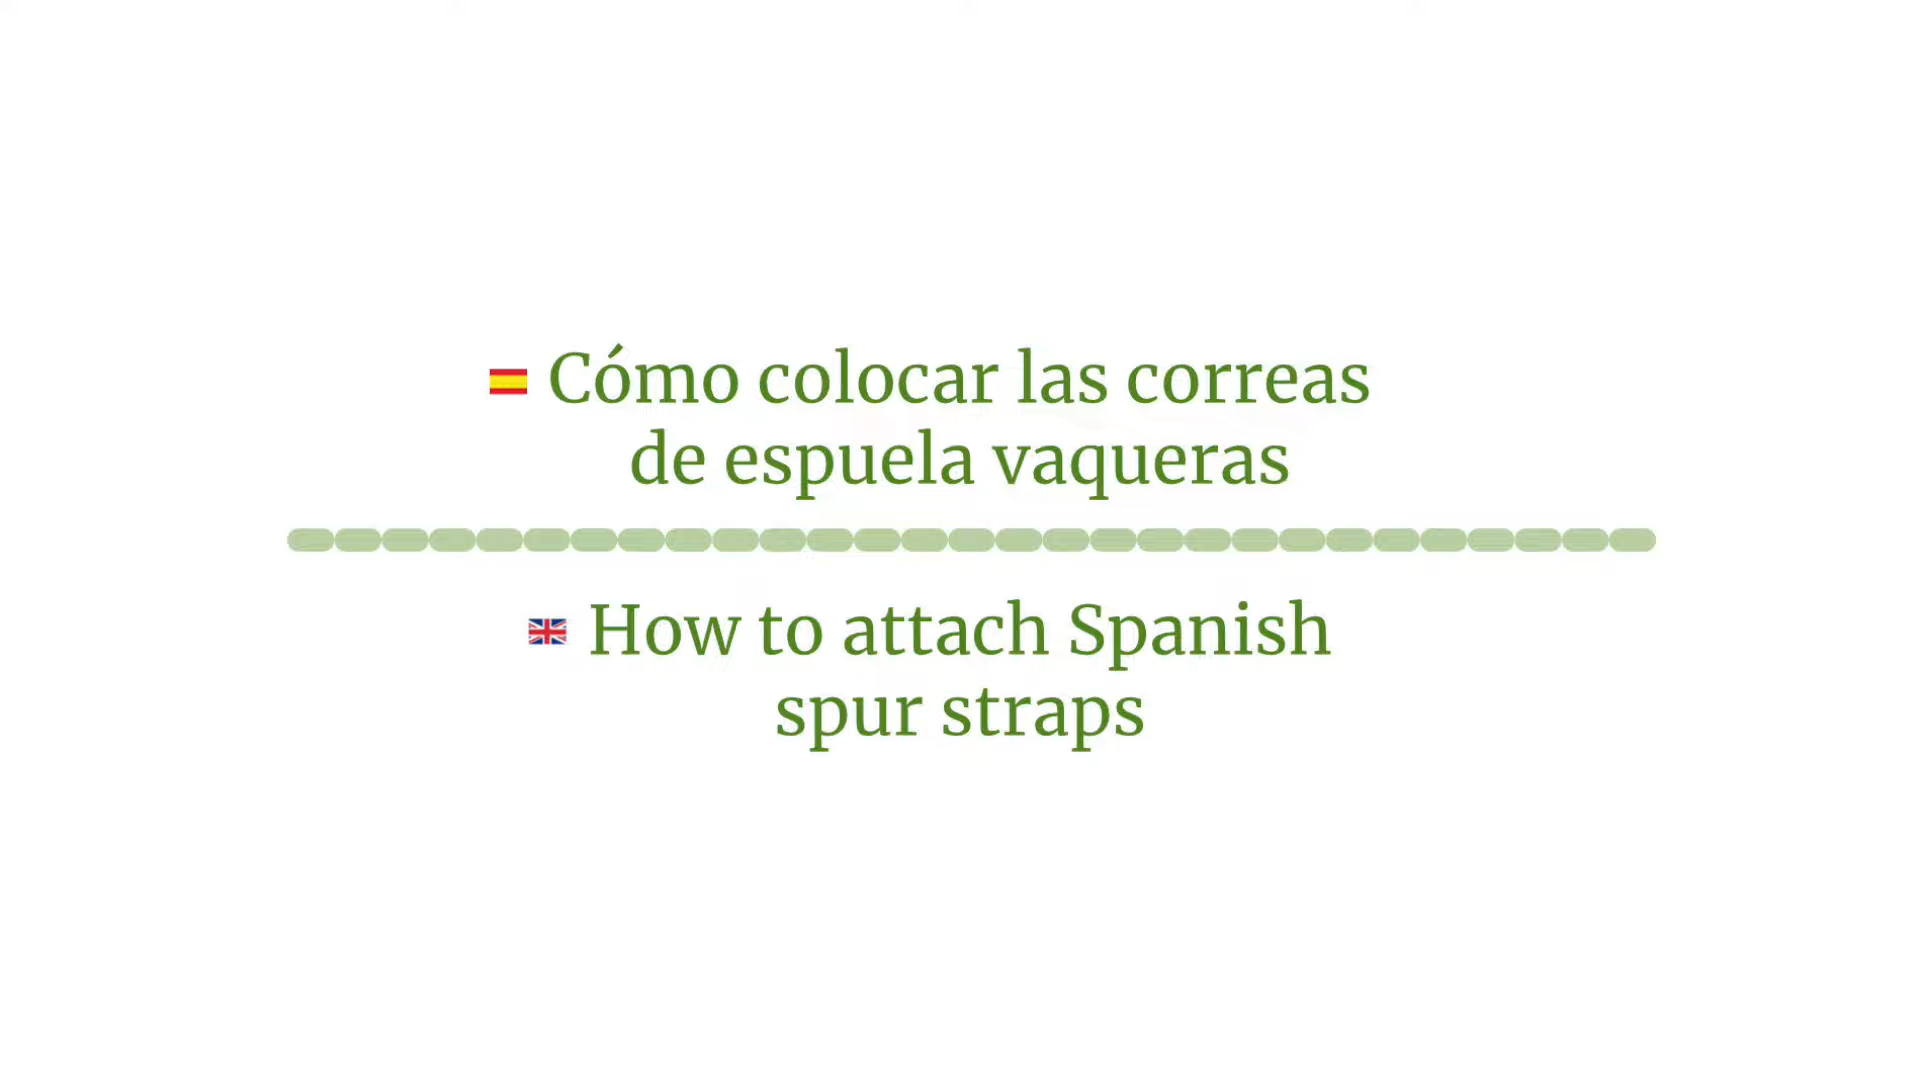 Cómo colocar las correas
de espuela vaqueras
How to attach Spanish
spur straps